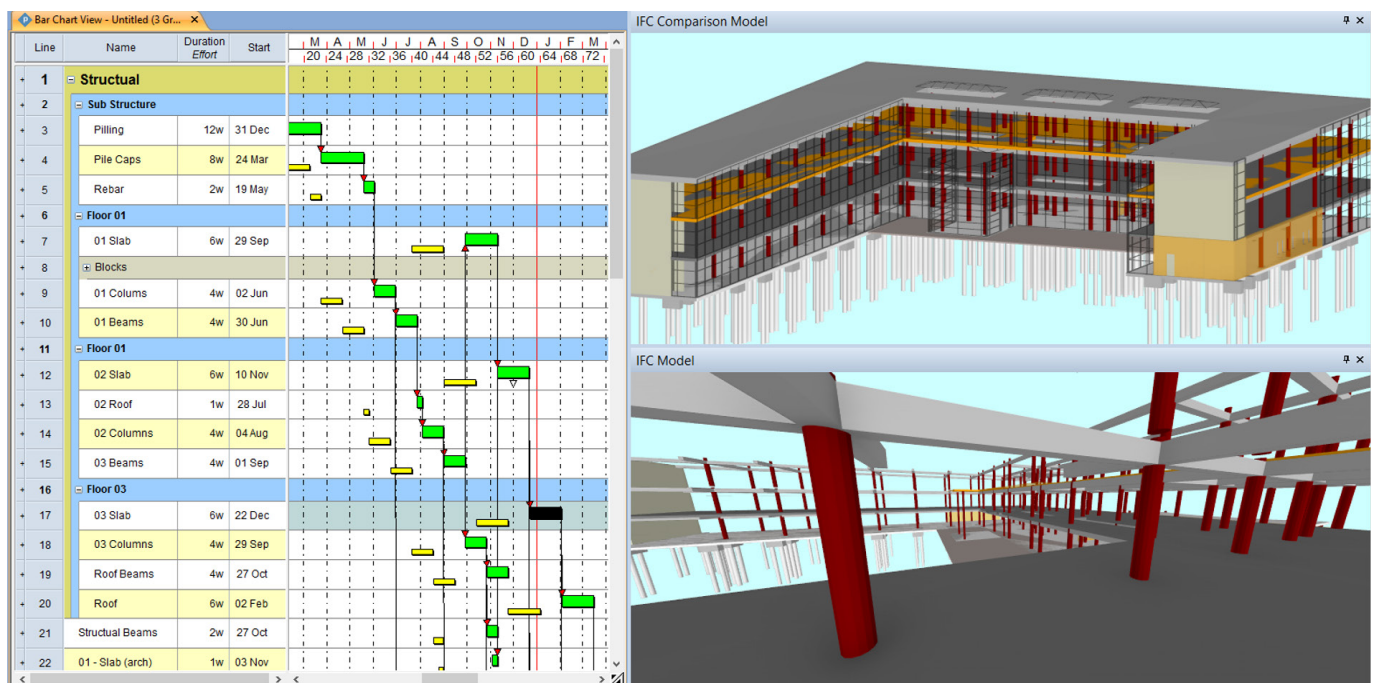 Bar Chart View - Untitled (3 Gr...
Line Name Duration Effort Start
M A M J J A S O N D J F M
20 24 28 32 36 40 44 48 52 56 60 64 68 72
1 Structual
2 Sub Structure
3 Pilling 12w 31 Dec
4 Pile Caps 8w 24 Mar
5 Rebar 2w 19 May
6 Floor 01
7 01 Slab 6w 29 Sep
8 Blocks
9 01 Colums 4w 02 Jun
10 01 Beams 4w 30 Jun
11 Floor 01
12 02 Slab 6w 10 Nov
13 02 Roof 1w 28 Jul
14 02 Columns 4w 04 Aug
15 03 Beams 4w 01 Sep
16 Floor 03
17 03 Slab 6w 22 Dec
18 03 Columns 4w 29 Sep
19 Roof Beams 4w 27 Oct
20 Roof 6w 02 Feb
21 Structual Beams 2w 27 Oct
22 01 - Slab (arch) 1w 03 Nov
IFC Comparison Model
IFC Model